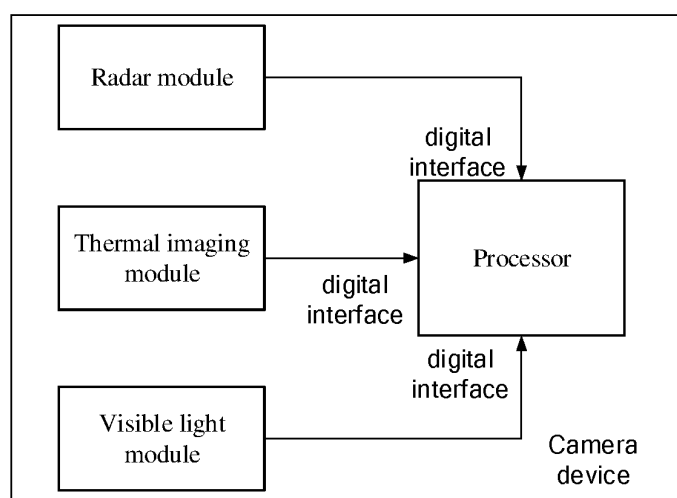 Radar module
digital
interface
Thermal imaging
module
Processor
digital
interface
digital
interface
Visible light
module
Camera
device